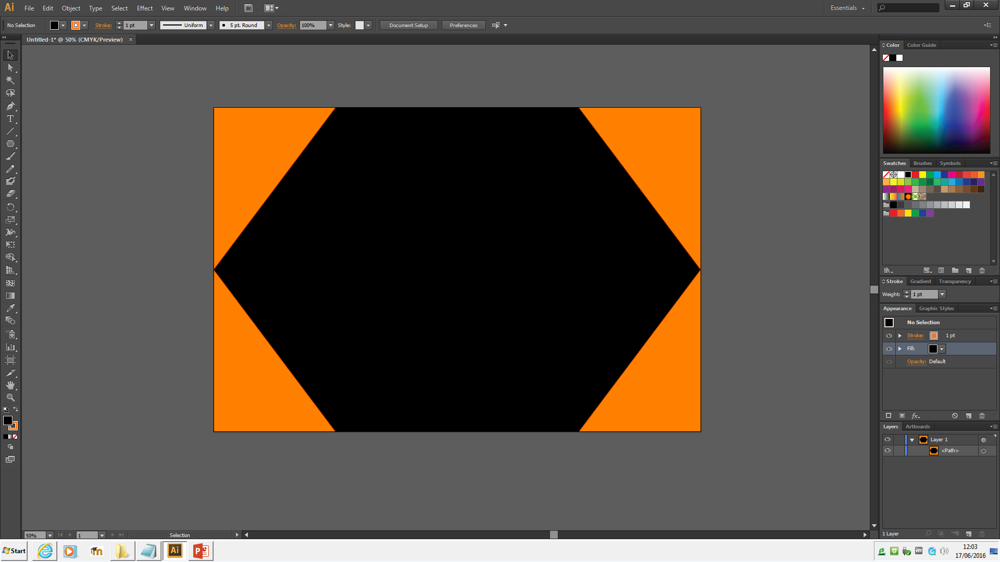 Ai File Edit Object Type Select Effect View Window Help Br Essentials
No Selection Stroke: 1 pt Uniform 5 pt. Round Opacity: 100% Style: Document Setup Preferences
Untitled-1* @ 50% (CMYK/Preview) ×
Color Color Guide
Swatches Brushes Symbols
Stroke Gradient Transparency
Weight: 1 pt
Appearance Graphic Styles
No Selection
Stroke: 1 pt
Fill:
Opacity: Default
fx
Layers Artboards
Layer 1
<Path>
1 Layer
50% 1 Selection
Start
Ai
P
12:03
17/06/2016